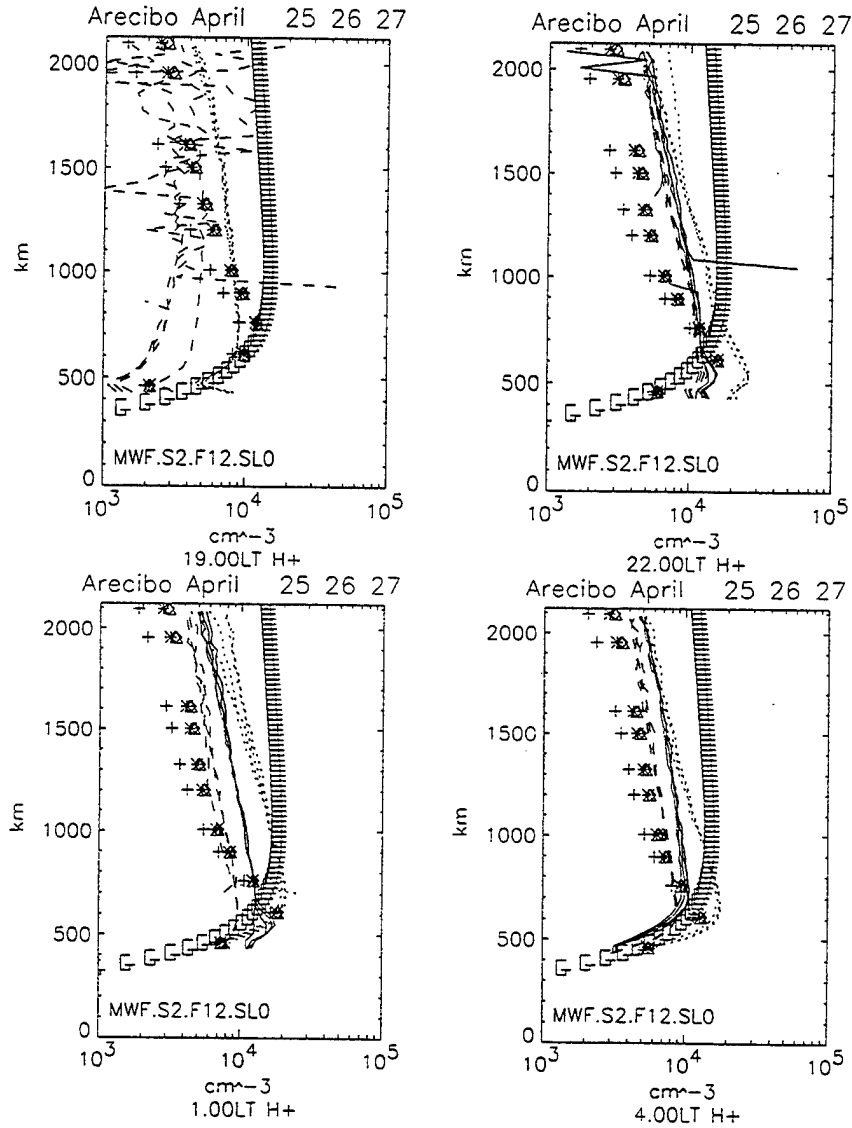 Arecibo April 25 26 27
2000
1500
1000
500
0
km
MWF.S2.F12.SL0
10^3 10^4 10^5
cm^-3
19.00LT H+
Arecibo April 25 26 27
2000
1500
1000
500
0
km
MWF.S2.F12.SL0
10^3 10^4 10^5
cm^-3
22.00LT H+
Arecibo April 25 26 27
2000
1500
1000
500
0
km
MWF.S2.F12.SL0
10^3 10^4 10^5
cm^-3
1.00LT H+
Arecibo April 25 26 27
2000
1500
1000
500
0
km
MWF.S2.F12.SL0
10^3 10^4 10^5
cm^-3
4.00LT H+